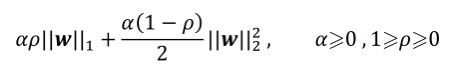 αρ||𝒘||₁ + α(1 − ρ)/2 ||𝒘||₂² ,   α⩾0 ,1⩾ρ⩾0